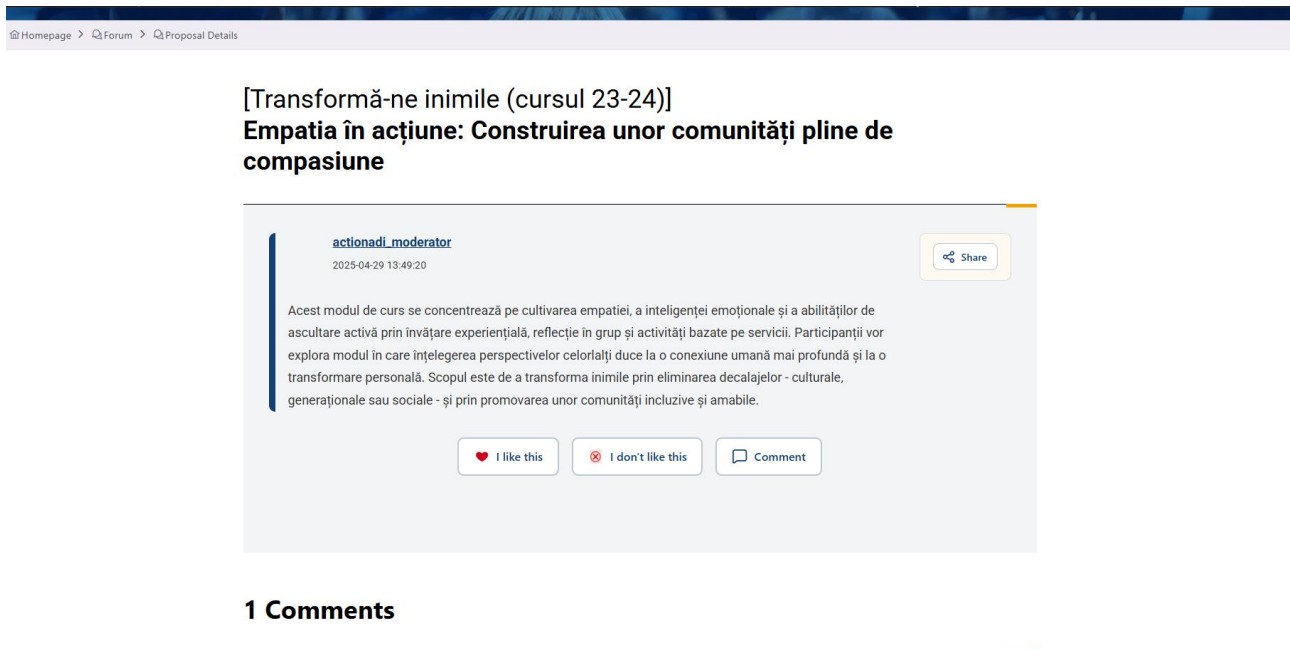 Homepage > Forum > Proposal Details
[Transformă-ne inimile (cursul 23-24)]
Empatia în acțiune: Construirea unor comunități pline de
compasiune
actionadi_moderator
2025-04-29 13:49:20
Share
Acest modul de curs se concentrează pe cultivarea empatiei, a inteligenței emoționale și a abilităților de
ascultare activă prin învățare experiențială, reflecție în grup și activități bazate pe servicii. Participanții vor
explora modul în care înțelegerea perspectivelor celorlalți duce la o conexiune umană mai profundă și la o
transformare personală. Scopul este de a transforma inimile prin eliminarea decalajelor - culturale,
generaționale sau sociale - și prin promovarea unor comunități incluzive și amabile.
I like this
I don't like this
Comment
1 Comments